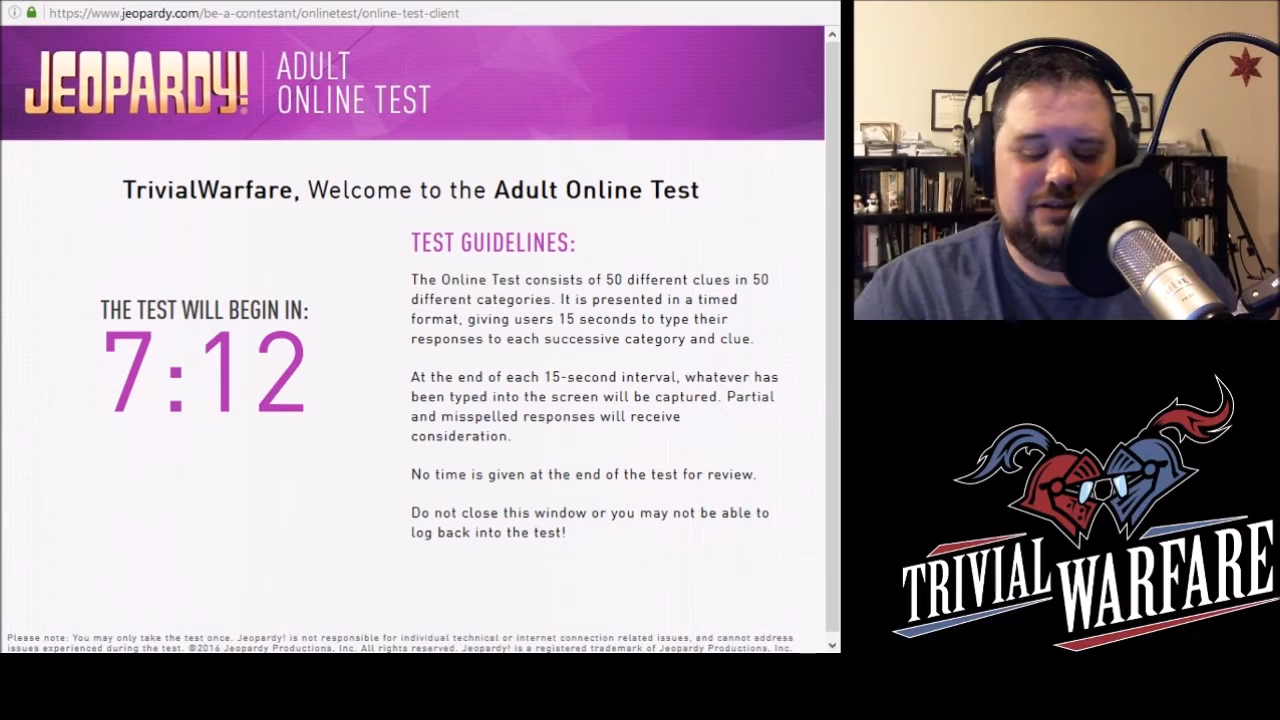 https://www.jeopardy.com/be-a-contestant/onlinetest/online-test-client
JEOPARDY!
ADULT
ONLINE TEST
TrivialWarfare, Welcome to the Adult Online Test
THE TEST WILL BEGIN IN:
7:12
TEST GUIDELINES:
The Online Test consists of 50 different clues in 50
different categories. It is presented in a timed
format, giving users 15 seconds to type their
responses to each successive category and clue.
At the end of each 15-second interval, whatever has
been typed into the screen will be captured. Partial
and misspelled responses will receive
consideration.
No time is given at the end of the test for review.
Do not close this window or you may not be able to
log back into the test!
Please note: You may only take the test once. Jeopardy! is not responsible for individual technical or internet connection related issues, and cannot address
issues experienced during the test. ©2016 Jeopardy Productions, Inc. All rights reserved. Jeopardy! is a registered trademark of Jeopardy Productions, Inc.
TRIVIAL WARFARE